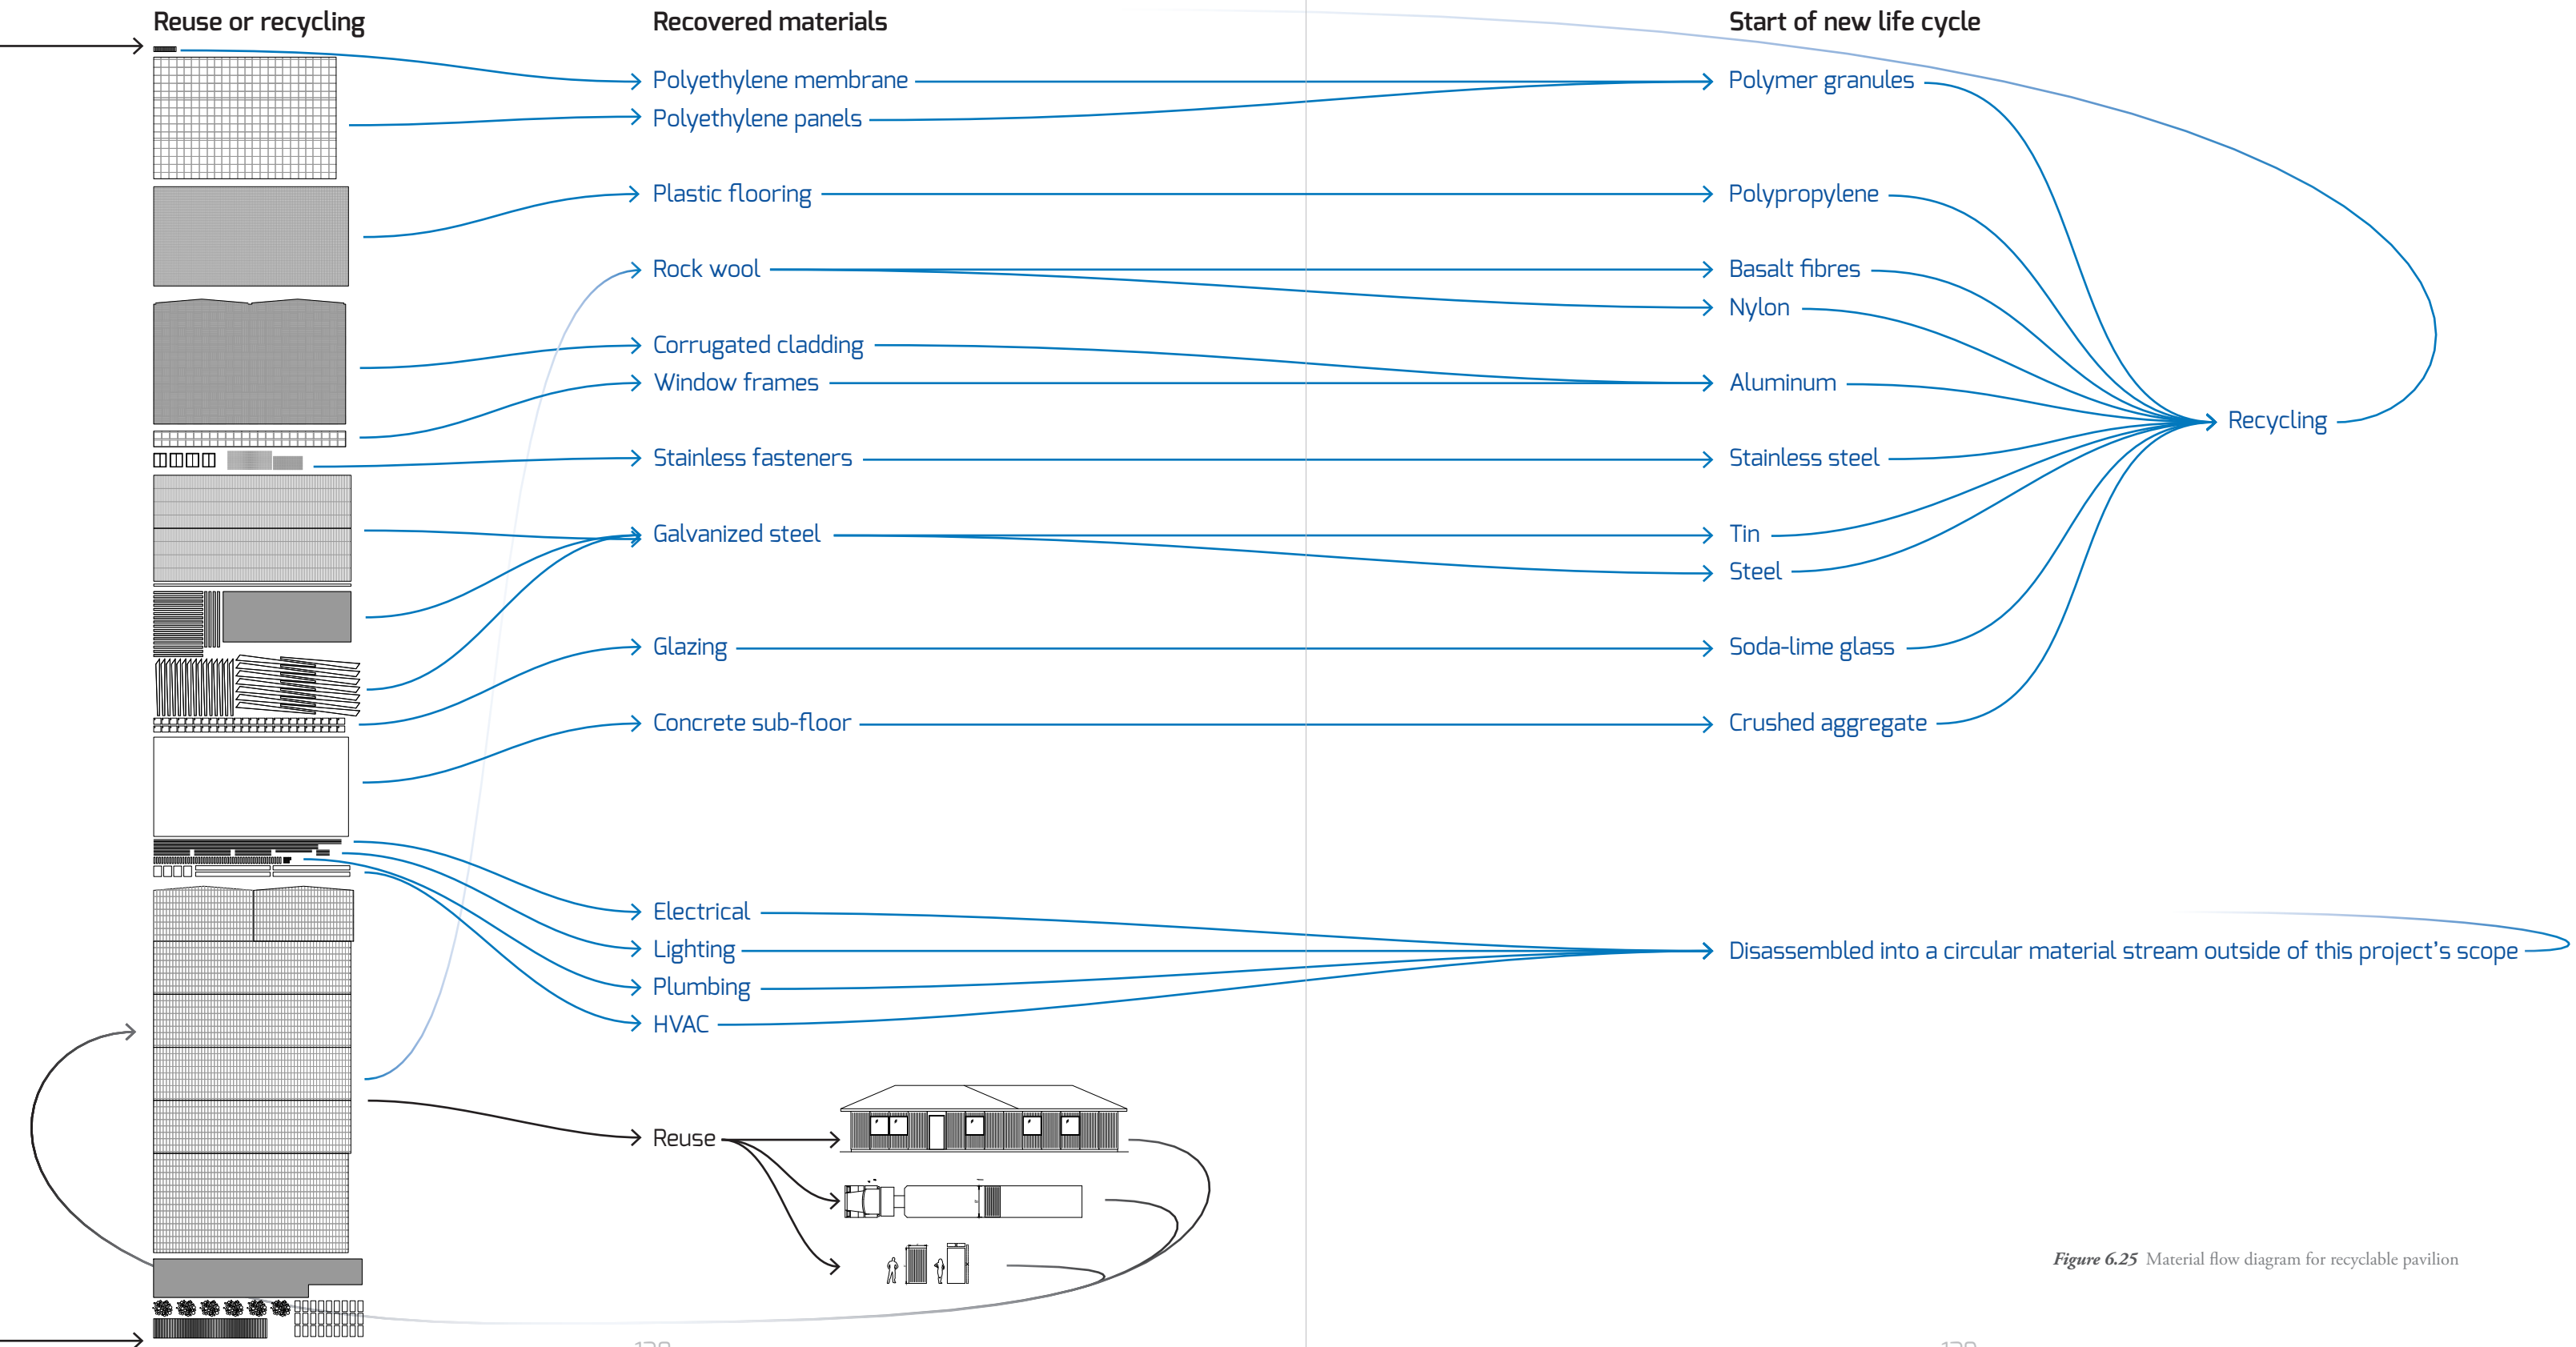 Reuse or recycling
Recovered materials
Start of new life cycle
Polyethylene membrane
Polymer granules
Polyethylene panels
Plastic flooring
Polypropylene
Rock wool
Basalt fibres
Nylon
Corrugated cladding
Window frames
Aluminum
Recycling
Stainless fasteners
Stainless steel
Galvanized steel
Tin
Steel
Glazing
Soda-lime glass
Concrete sub-floor
Crushed aggregate
Electrical
Lighting
Disassembled into a circular material stream outside of this project's scope
Plumbing
HVAC
Reuse
Figure 6.25 Material flow diagram for recyclable pavilion